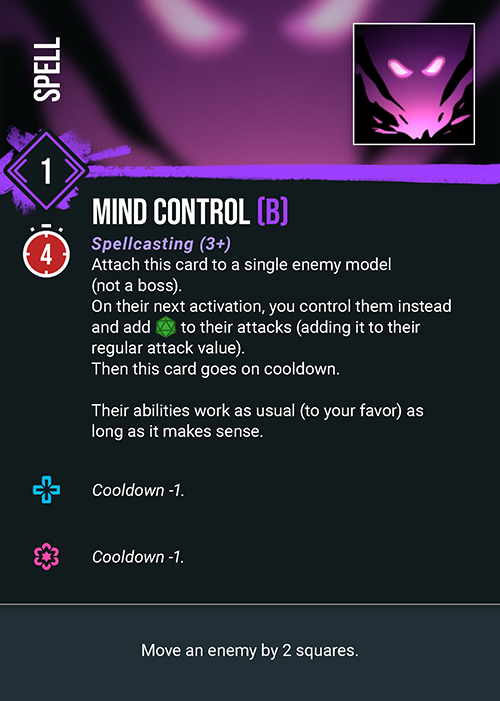 SPELL
1
MIND CONTROL (B)
4
Spellcasting (3+)
Attach this card to a single enemy model
(not a boss).
On their next activation, you control them instead
and add to their attacks (adding it to their
regular attack value).
Then this card goes on cooldown.
Their abilities work as usual (to your favor) as
long as it makes sense.
Cooldown -1.
Cooldown -1.
Move an enemy by 2 squares.